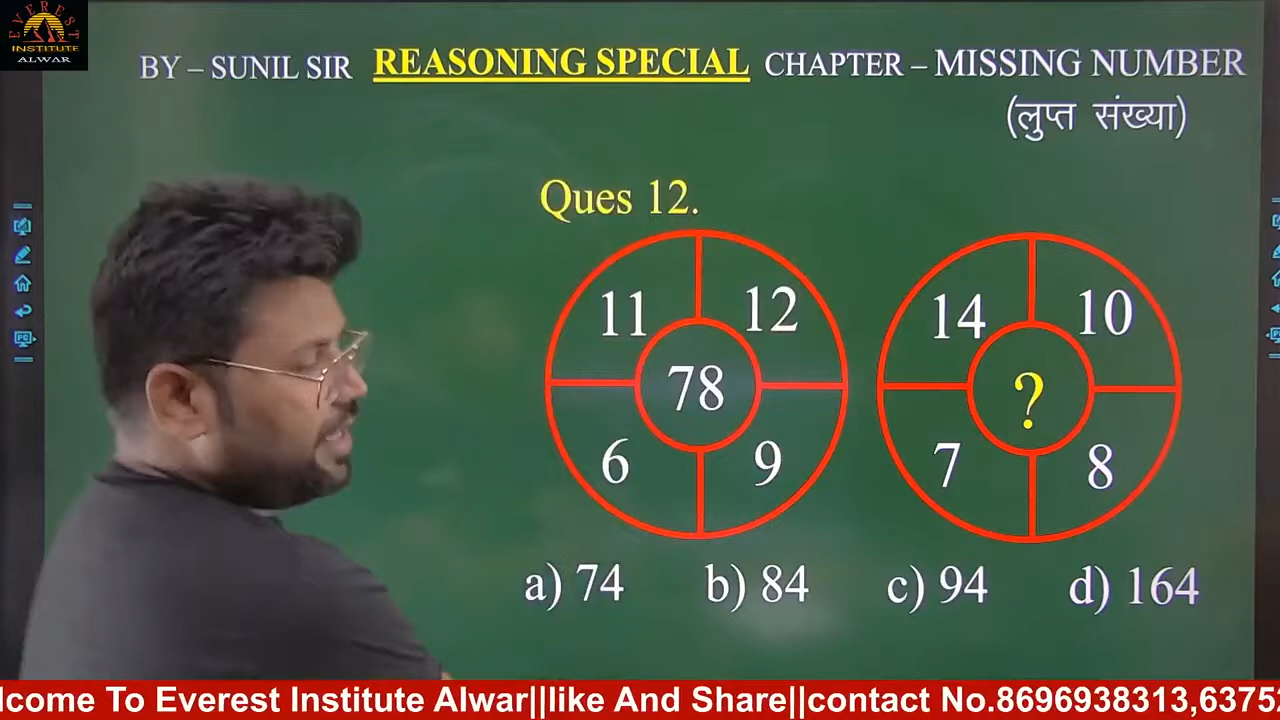 EVEREST
INSTITUTE
ALWAR
BY – SUNIL SIR REASONING SPECIAL CHAPTER – MISSING NUMBER
(लुप्त संख्या)
Ques 12.
11 12 14 10
78 ?
6 9 7 8
a) 74 b) 84 c) 94 d) 164
lcome To Everest Institute Alwar||like And Share||contact No.8696938313,6375